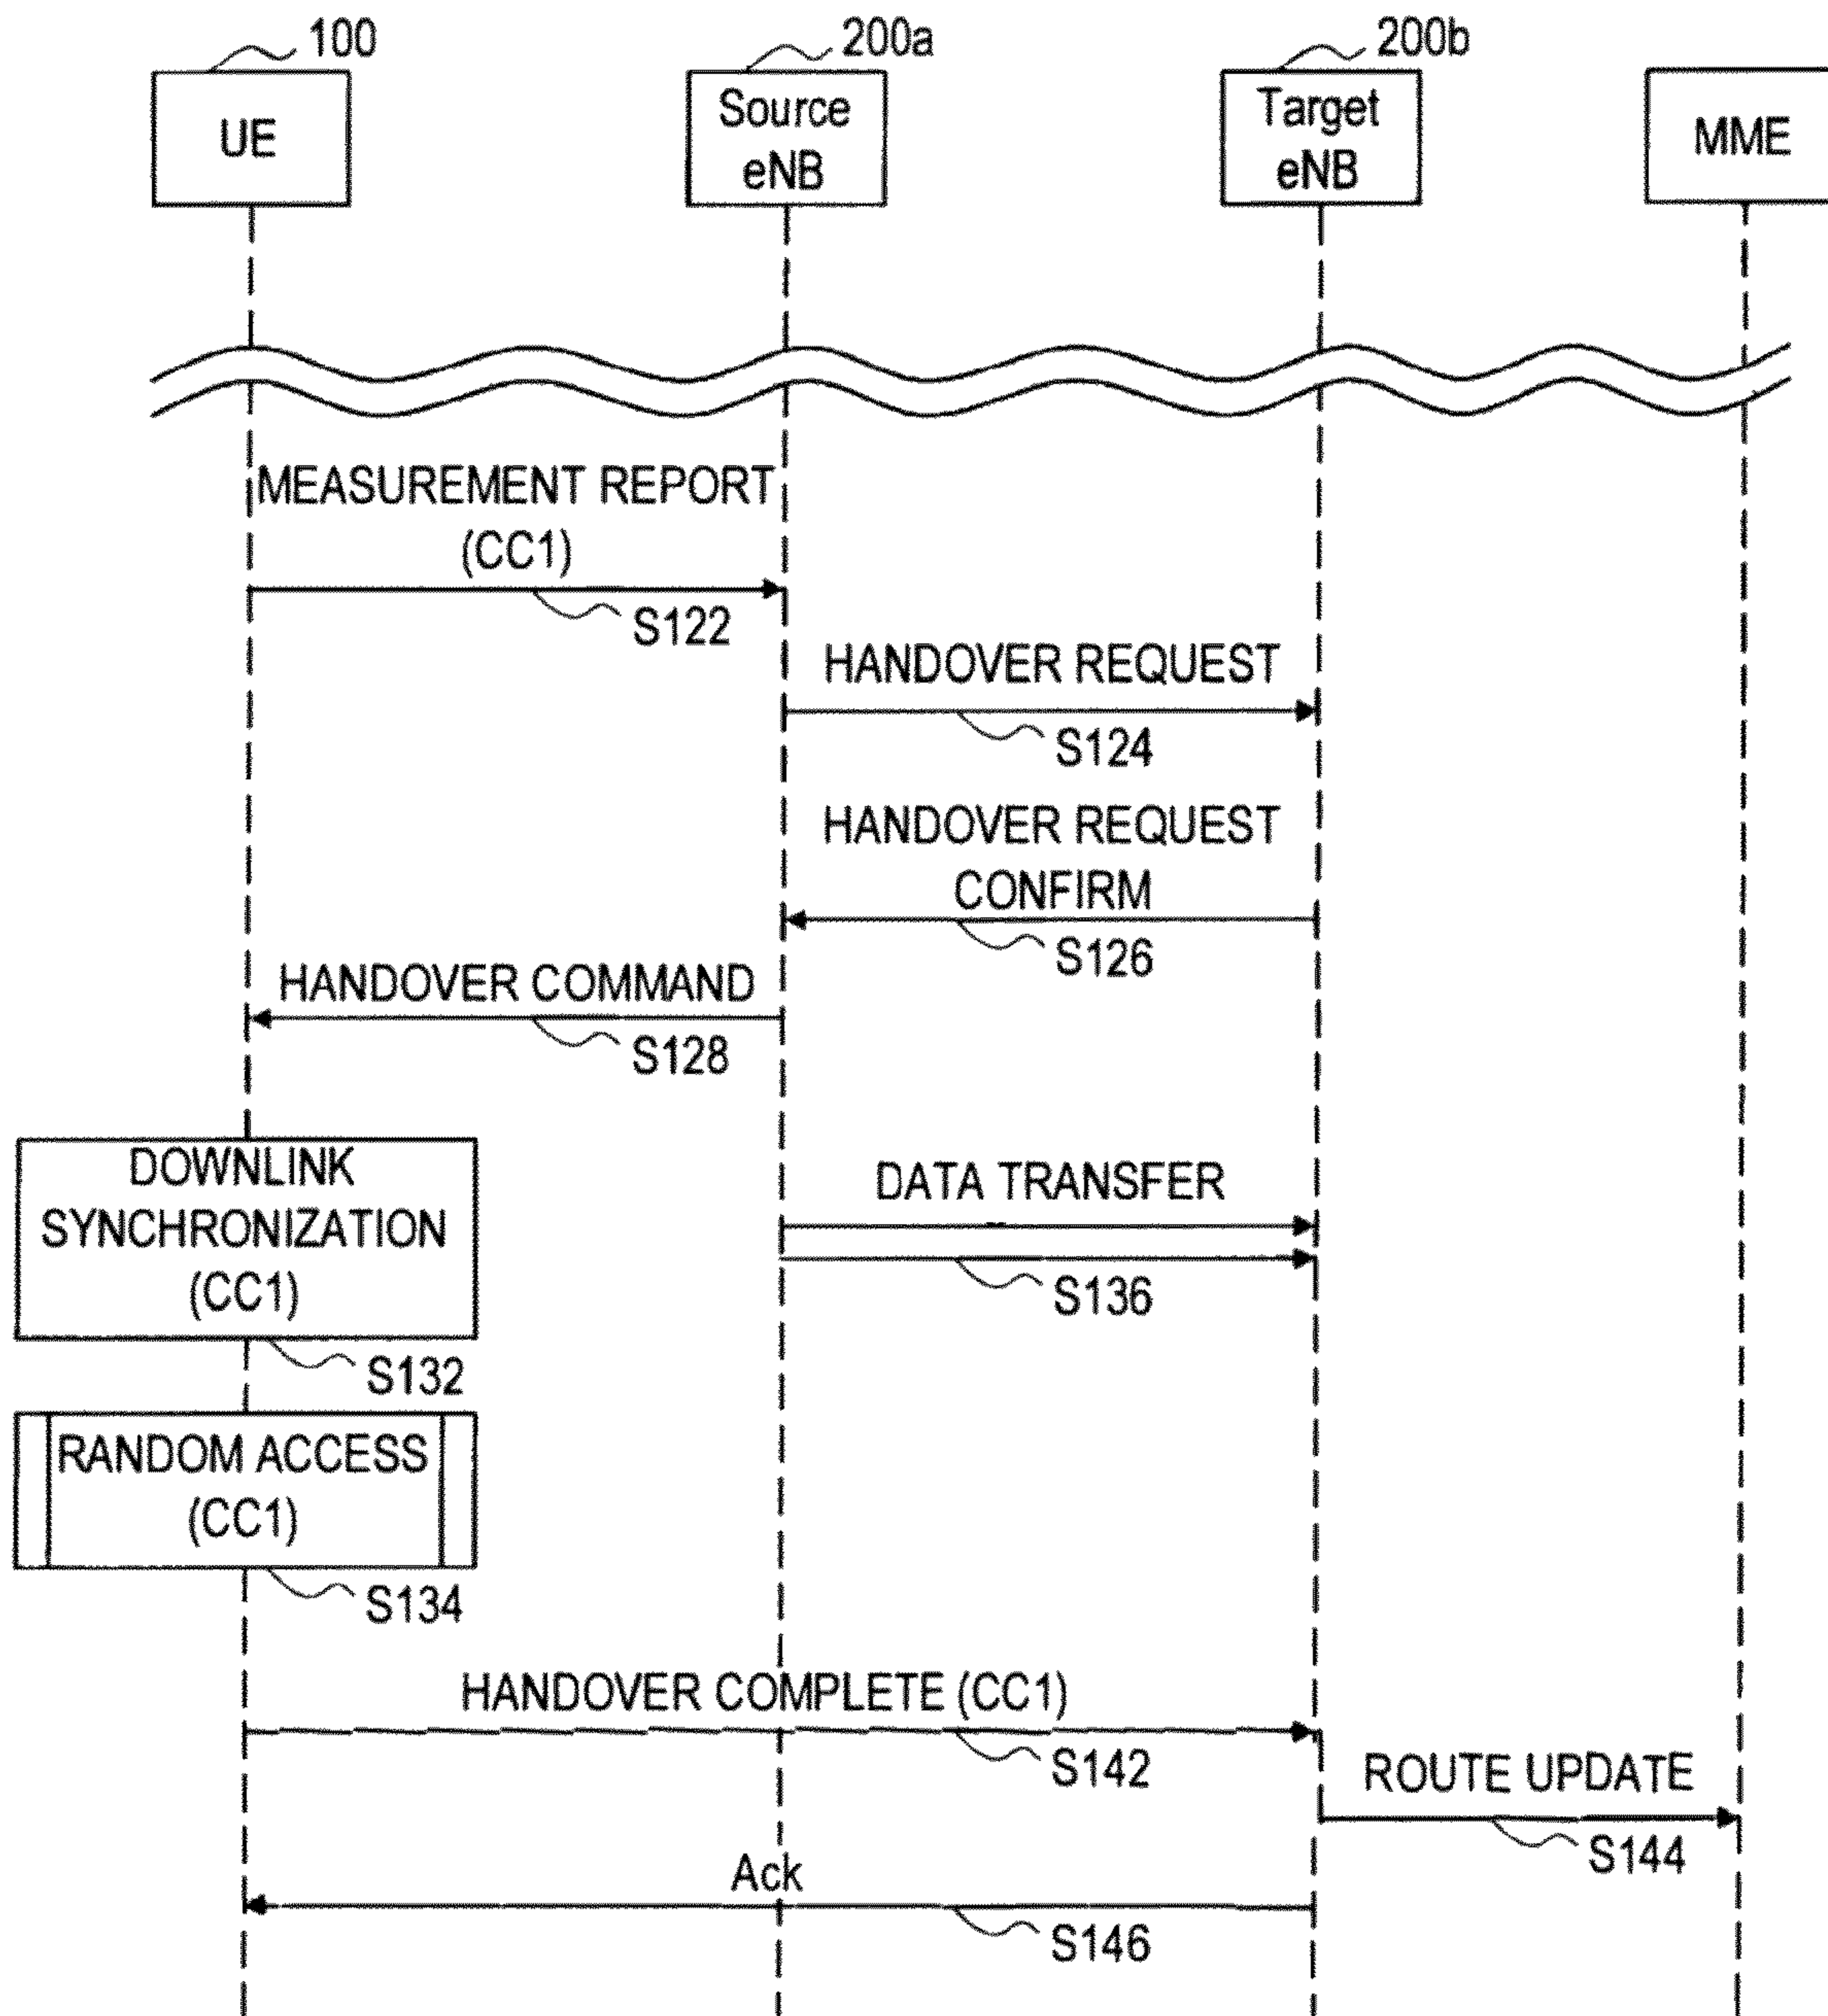 100
200a
200b
UE
Source
eNB
Target
eNB
MME
MEASUREMENT REPORT
(CC1)
S122
HANDOVER REQUEST
S124
HANDOVER REQUEST
CONFIRM
S126
HANDOVER COMMAND
S128
DOWNLINK
SYNCHRONIZATION
(CC1)
S132
DATA TRANSFER
S136
RANDOM ACCESS
(CC1)
S134
HANDOVER COMPLETE (CC1)
S142
ROUTE UPDATE
S144
Ack
S146